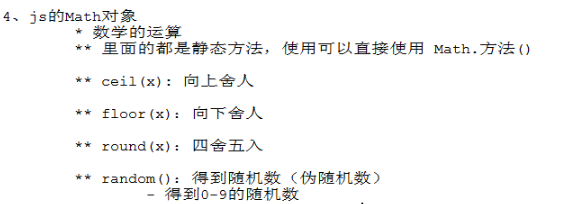 4、js的Math对象
* 数学的运算
** 里面的都是静态方法，使用可以直接使用 Math.方法()
** ceil(x): 向上舍人
** floor(x): 向下舍人
** round(x): 四舍五入
** random(): 得到随机数（伪随机数）
- 得到0-9的随机数